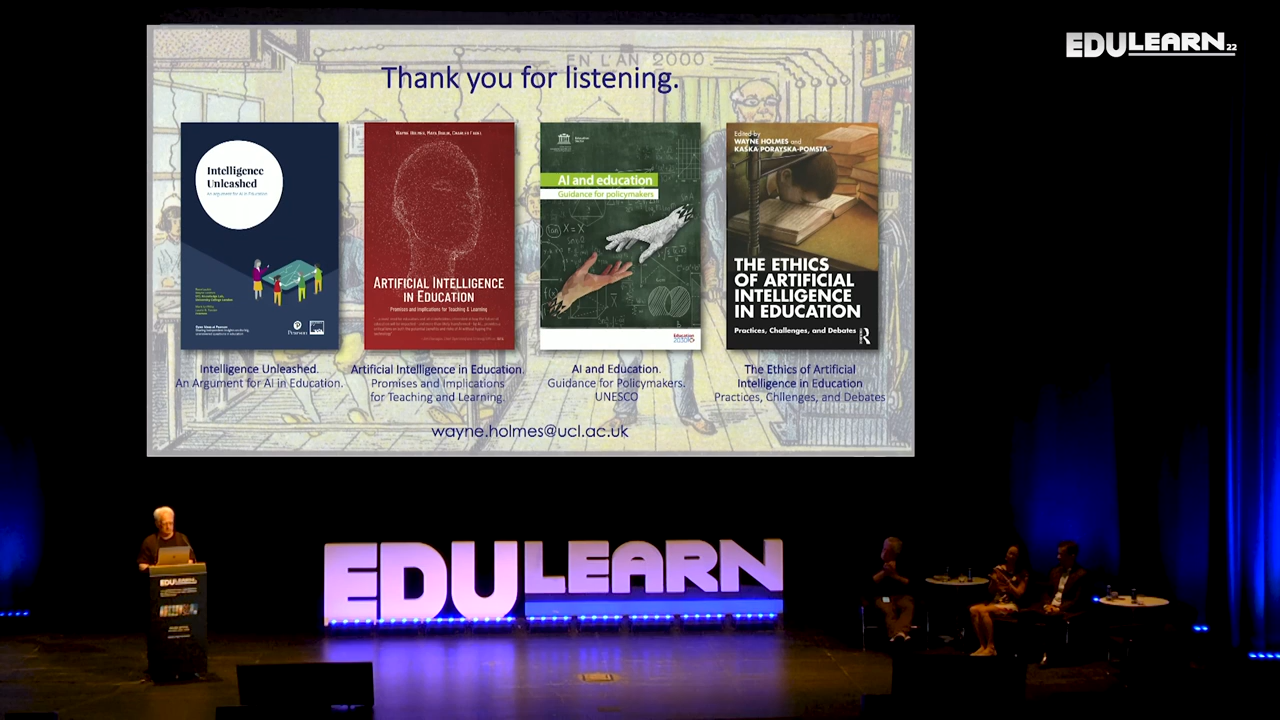 EDULEARN22
EN L'AN 2000.
Thank you for listening.
Intelligence
Unleashed
An Argument for AI in Education
Pearson
WAYNE HOLMES, MAYA BIALIK, CHARLES FADEL
ARTIFICIAL INTELLIGENCE
IN EDUCATION
Promises and Implications for Teaching & Learning
AI and education
Guidance for policymakers
Edited by
WAYNE HOLMES and
KAŚKA PORAYSKA-POMSTA
THE ETHICS
OF ARTIFICIAL
INTELLIGENCE
IN EDUCATION
Practices, Challenges, and Debates
R
Intelligence Unleashed.
An Argument for AI in Education.
Artificial Intelligence in Education.
Promises and Implications
for Teaching and Learning.
AI and Education.
Guidance for Policymakers.
UNESCO
The Ethics of Artificial
Intelligence in Education
Practices, Chllenges, and Debates
wayne.holmes@ucl.ac.uk
EDULEARN
EDULEARN